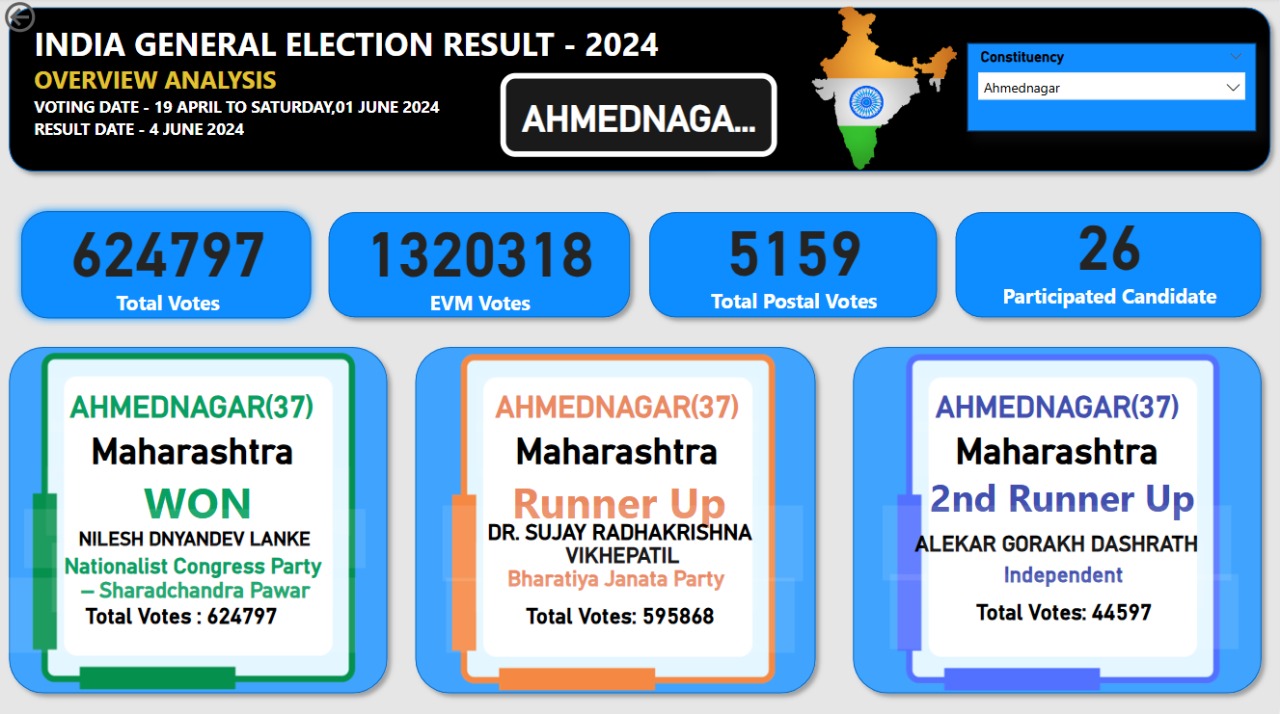 INDIA GENERAL ELECTION RESULT - 2024
OVERVIEW ANALYSIS
VOTING DATE - 19 APRIL TO SATURDAY,01 JUNE 2024
RESULT DATE - 4 JUNE 2024
AHMEDNAGA...
Constituency
Ahmednagar
624797
Total Votes
1320318
EVM Votes
5159
Total Postal Votes
26
Participated Candidate
AHMEDNAGAR(37)
Maharashtra
WON
NILESH DNYANDEV LANKE
Nationalist Congress Party
– Sharadchandra Pawar
Total Votes : 624797
AHMEDNAGAR(37)
Maharashtra
Runner Up
DR. SUJAY RADHAKRISHNA
VIKHEPATIL
Bharatiya Janata Party
Total Votes: 595868
AHMEDNAGAR(37)
Maharashtra
2nd Runner Up
ALEKAR GORAKH DASHRATH
Independent
Total Votes: 44597